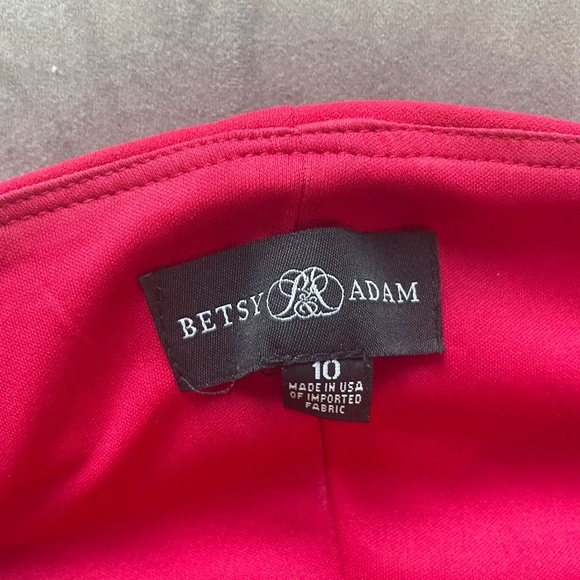 BETSY B&A ADAM
10
MADE IN USA
OF IMPORTED
FABRIC